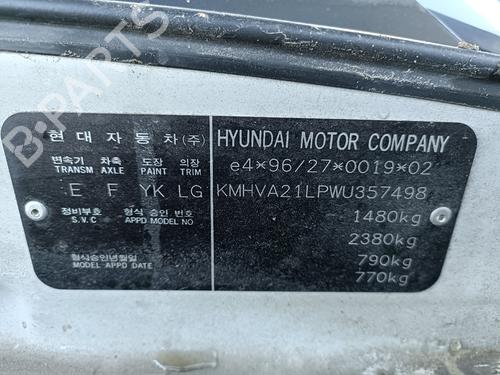 현 대 자 동 차 (주) HYUNDAI MOTOR COMPANY
변속기 차축 도장 의장 e4*96/27*0019*02
TRANSM AXLE PAINT TRIM
E F YK LG KMHVA21LPWU357498
정비부호 형식 승인 번호 1480kg
S.V.C APPD MODEL NO
2380kg
형식승인년월일 790kg
MODEL APPD DATE 770kg
B-PARTS